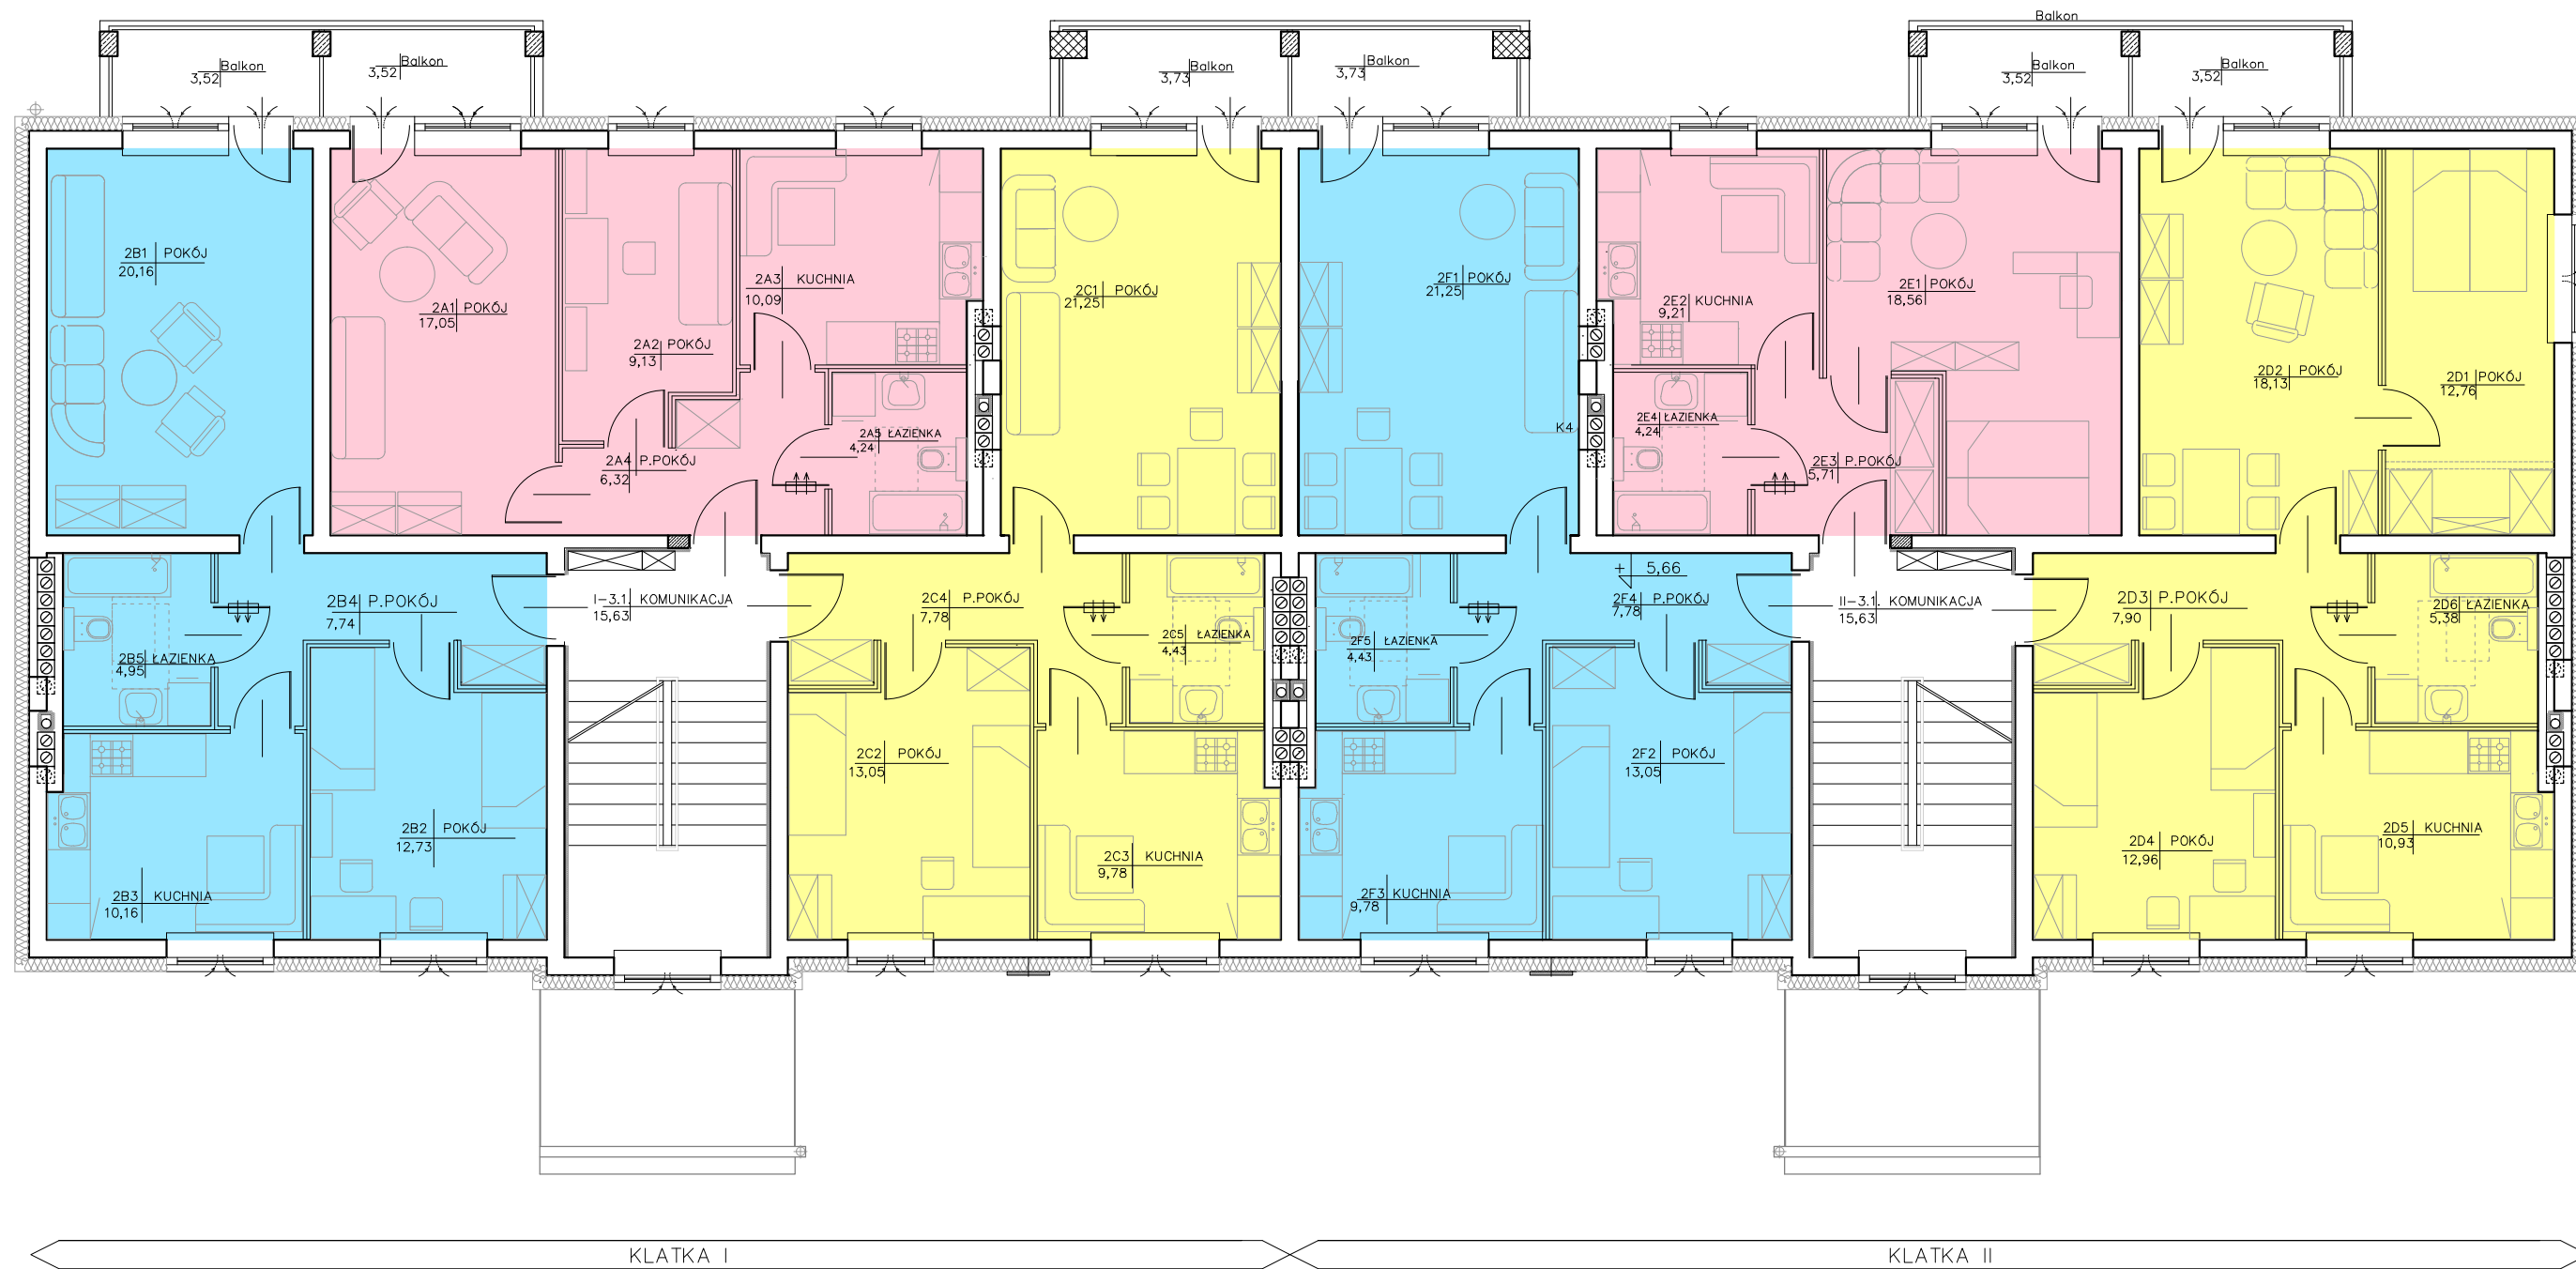 Balkon
Balkon
3,52
Balkon
3,52
Balkon
3,73
Balkon
3,73
Balkon
3,52
Balkon
3,52
2B1 POKÓJ
20,16
2A1 POKÓJ
17,05
2A2 POKÓJ
9,13
2A3 KUCHNIA
10,09
2A4 P.POKÓJ
6,32
2A5 ŁAZIENKA
4,24
2C1 POKÓJ
21,25
2F1 POKÓJ
21,25
K4
2E2 KUCHNIA
9,21
2E1 POKÓJ
18,56
2E4 ŁAZIENKA
4,24
2E3 P.POKÓJ
5,71
2D2 POKÓJ
18,13
2D1 POKÓJ
12,76
2B4 P.POKÓJ
7,74
2B5 ŁAZIENKA
4,95
I-3.1. KOMUNIKACJA
15,63
2C4 P.POKÓJ
7,78
2C5 ŁAZIENKA
4,43
2F5 ŁAZIENKA
4,43
+ 5,66
2F4 P.POKÓJ
7,78
II-3.1. KOMUNIKACJA
15,63
2D3 P.POKÓJ
7,90
2D6 ŁAZIENKA
5,38
2B3 KUCHNIA
10,16
2B2 POKÓJ
12,73
2C2 POKÓJ
13,05
2C3 KUCHNIA
9,78
2F3 KUCHNIA
9,78
2F2 POKÓJ
13,05
2D4 POKÓJ
12,96
2D5 KUCHNIA
10,93
KLATKA I
KLATKA II